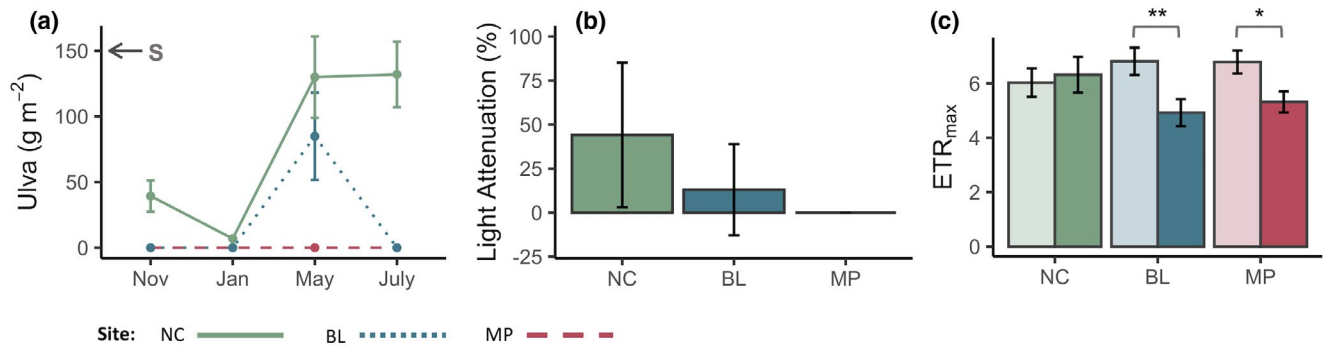 (a)
Ulva (g m⁻²)
150
100
50
0
S
Nov Jan May July
(b)
Light Attenuation (%)
100
75
50
25
0
-25
NC BL MP
(c)
ETRmax
6
4
2
0
** *
NC BL MP
Site: NC BL MP